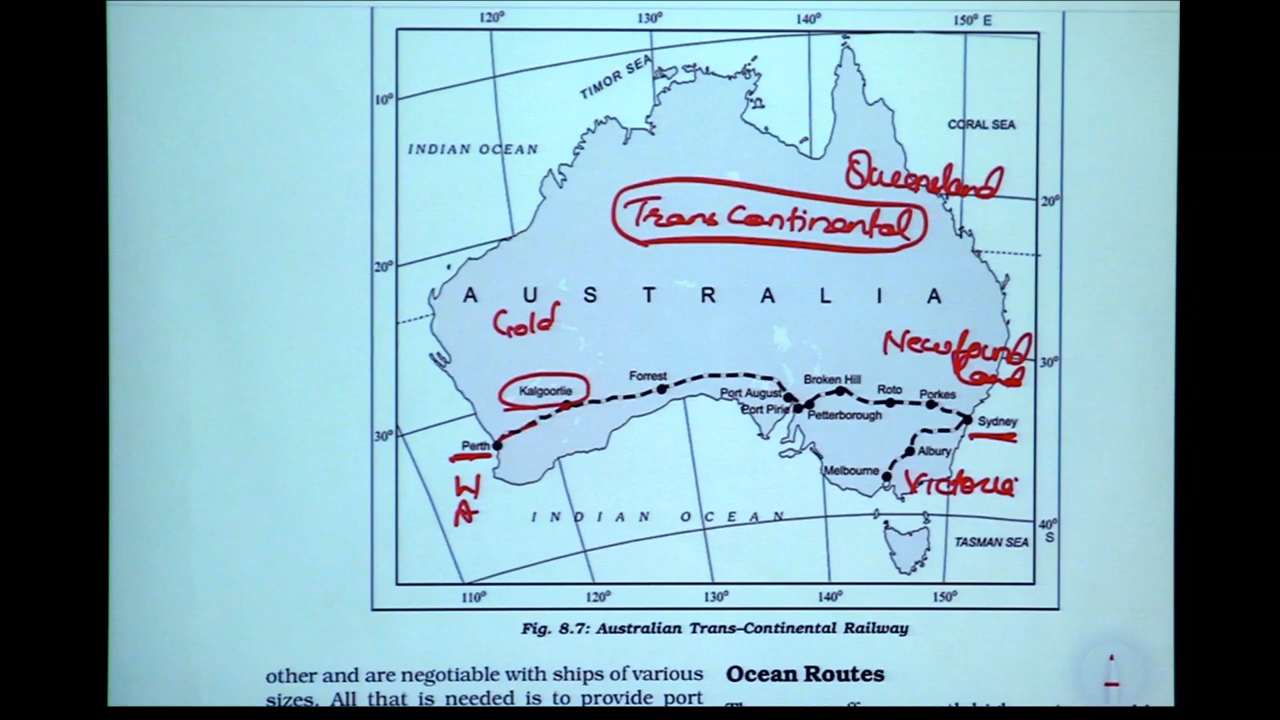 120° 130° 140° 150° E
TIMOR SEA
10°
CORAL SEA
INDIAN OCEAN
Queensland
20°
Trans Continental
20°
A U S T R A L I A
Gold
Newfound
land
30°
Forrest
Broken Hill
Kalgoorlie
Port August
Roto
Porkes
Port Pirie
Petterborough
Sydney
30°
Perth
Albury
Melbourne
Victoria
W
A
INDIAN OCEAN
40°
S
TASMAN SEA
110° 120° 130° 140° 150°
Fig. 8.7: Australian Trans–Continental Railway
other and are negotiable with ships of various
sizes. All that is needed is to provide port
Ocean Routes